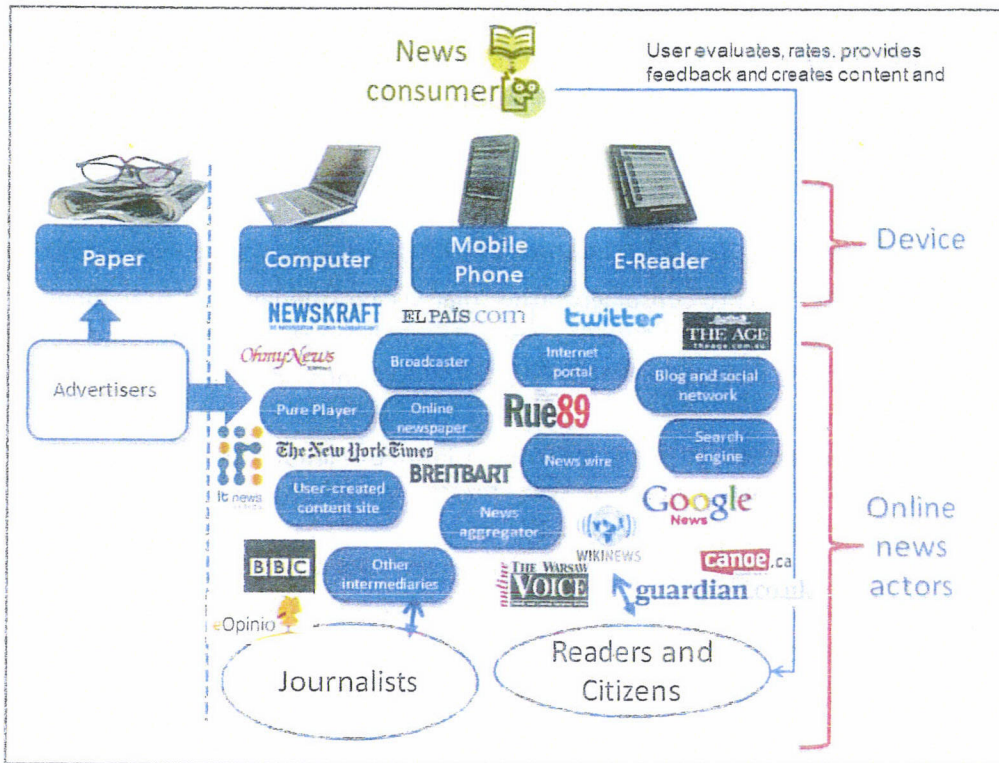 News
consumer
User evaluates, rates. provides
feedback and creates content and
Paper
Computer
Mobile
Phone
E-Reader
Device
NEWSKRAFT
EL PAÍS com
twitter
THE AGE
theage.com.au
OhmyNews
Broadcaster
Internet
portal
Blog and social
network
Advertisers
Pure Player
Online
newspaper
Rue89
Search
engine
The New York Times
BREITBART
News wire
It news
User-created
content site
News
aggregator
Google
News
WIKINEWS
Online
news
actors
BBC
Other
intermediaries
online
THE WARSAW
VOICE
canoe.ca
guardian.co.uk
eOpinio
Journalists
Readers and
Citizens